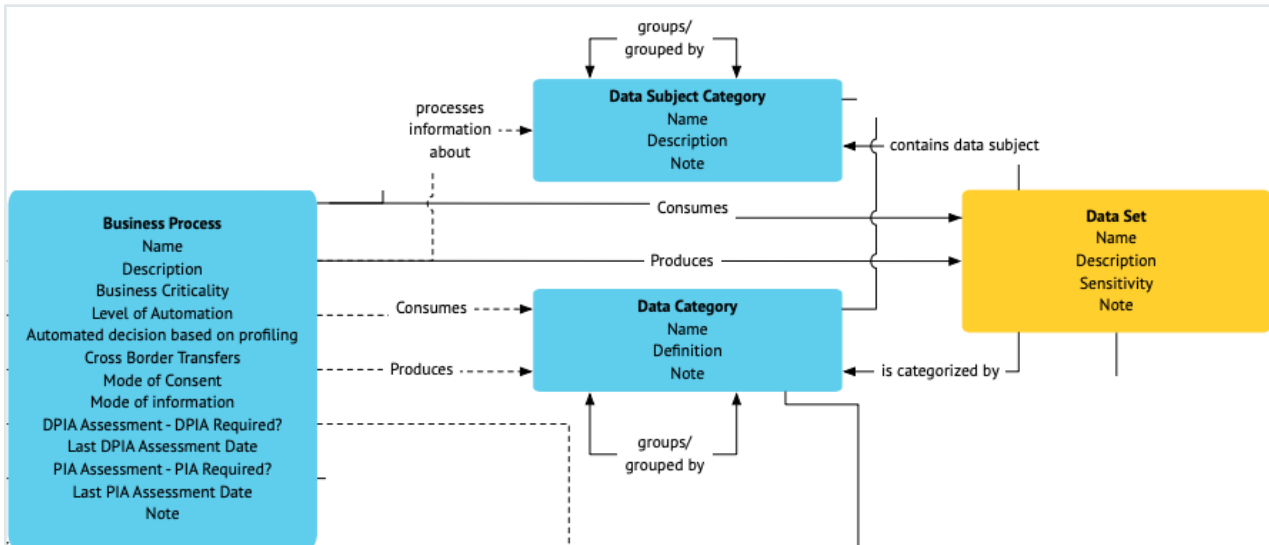 groups/
grouped by
Data Subject Category
Name
Description
Note
processes
information
about
contains data subject
Business Process
Name
Description
Business Criticality
Level of Automation
Automated decision based on profiling
Cross Border Transfers
Mode of Consent
Mode of information
DPIA Assessment - DPIA Required?
Last DPIA Assessment Date
PIA Assessment - PIA Required?
Last PIA Assessment Date
Note
Consumes
Produces
Data Set
Name
Description
Sensitivity
Note
Consumes
Produces
Data Category
Name
Definition
Note
is categorized by
groups/
grouped by